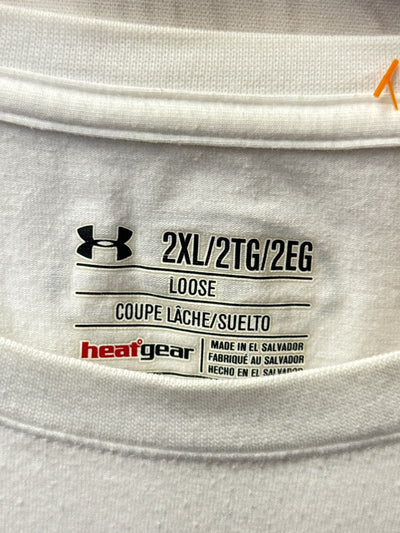 2XL/2TG/2EG
LOOSE
COUPE LÂCHE/SUELTO
heatgear
MADE IN EL SALVADOR
FABRIQUÉ AU SALVADOR
HECHO EN EL SALVADOR